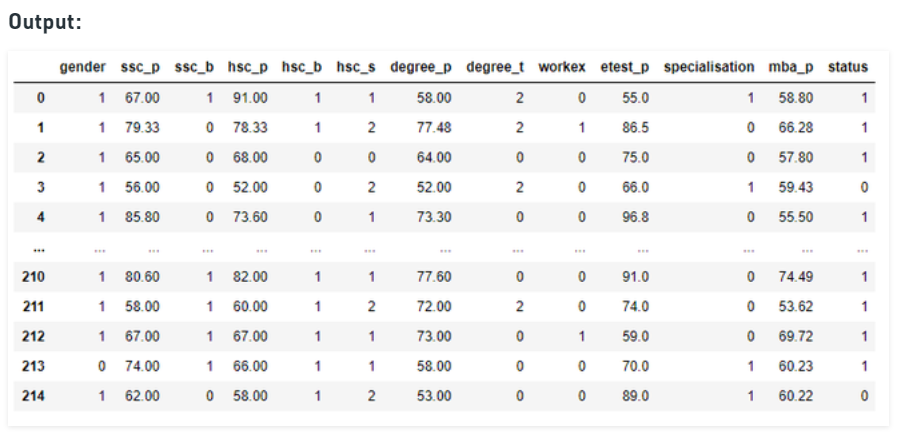 Output:
gender ssc_p ssc_b hsc_p hsc_b hsc_s degree_p degree_t workex etest_p specialisation mba_p status
0 1 67.00 1 91.00 1 1 58.00 2 0 55.0 1 58.80 1
1 1 79.33 0 78.33 1 2 77.48 2 1 86.5 0 66.28 1
2 1 65.00 0 68.00 0 0 64.00 0 0 75.0 0 57.80 1
3 1 56.00 0 52.00 0 2 52.00 2 0 66.0 1 59.43 0
4 1 85.80 0 73.60 0 1 73.30 0 0 96.8 0 55.50 1
... ... ... ... ... ... ... ... ... ... ... ... ... ...
210 1 80.60 1 82.00 1 1 77.60 0 0 91.0 0 74.49 1
211 1 58.00 1 60.00 1 2 72.00 2 0 74.0 0 53.62 1
212 1 67.00 1 67.00 1 1 73.00 0 1 59.0 0 69.72 1
213 0 74.00 1 66.00 1 1 58.00 0 0 70.0 1 60.23 1
214 1 62.00 0 58.00 1 2 53.00 0 0 89.0 1 60.22 0